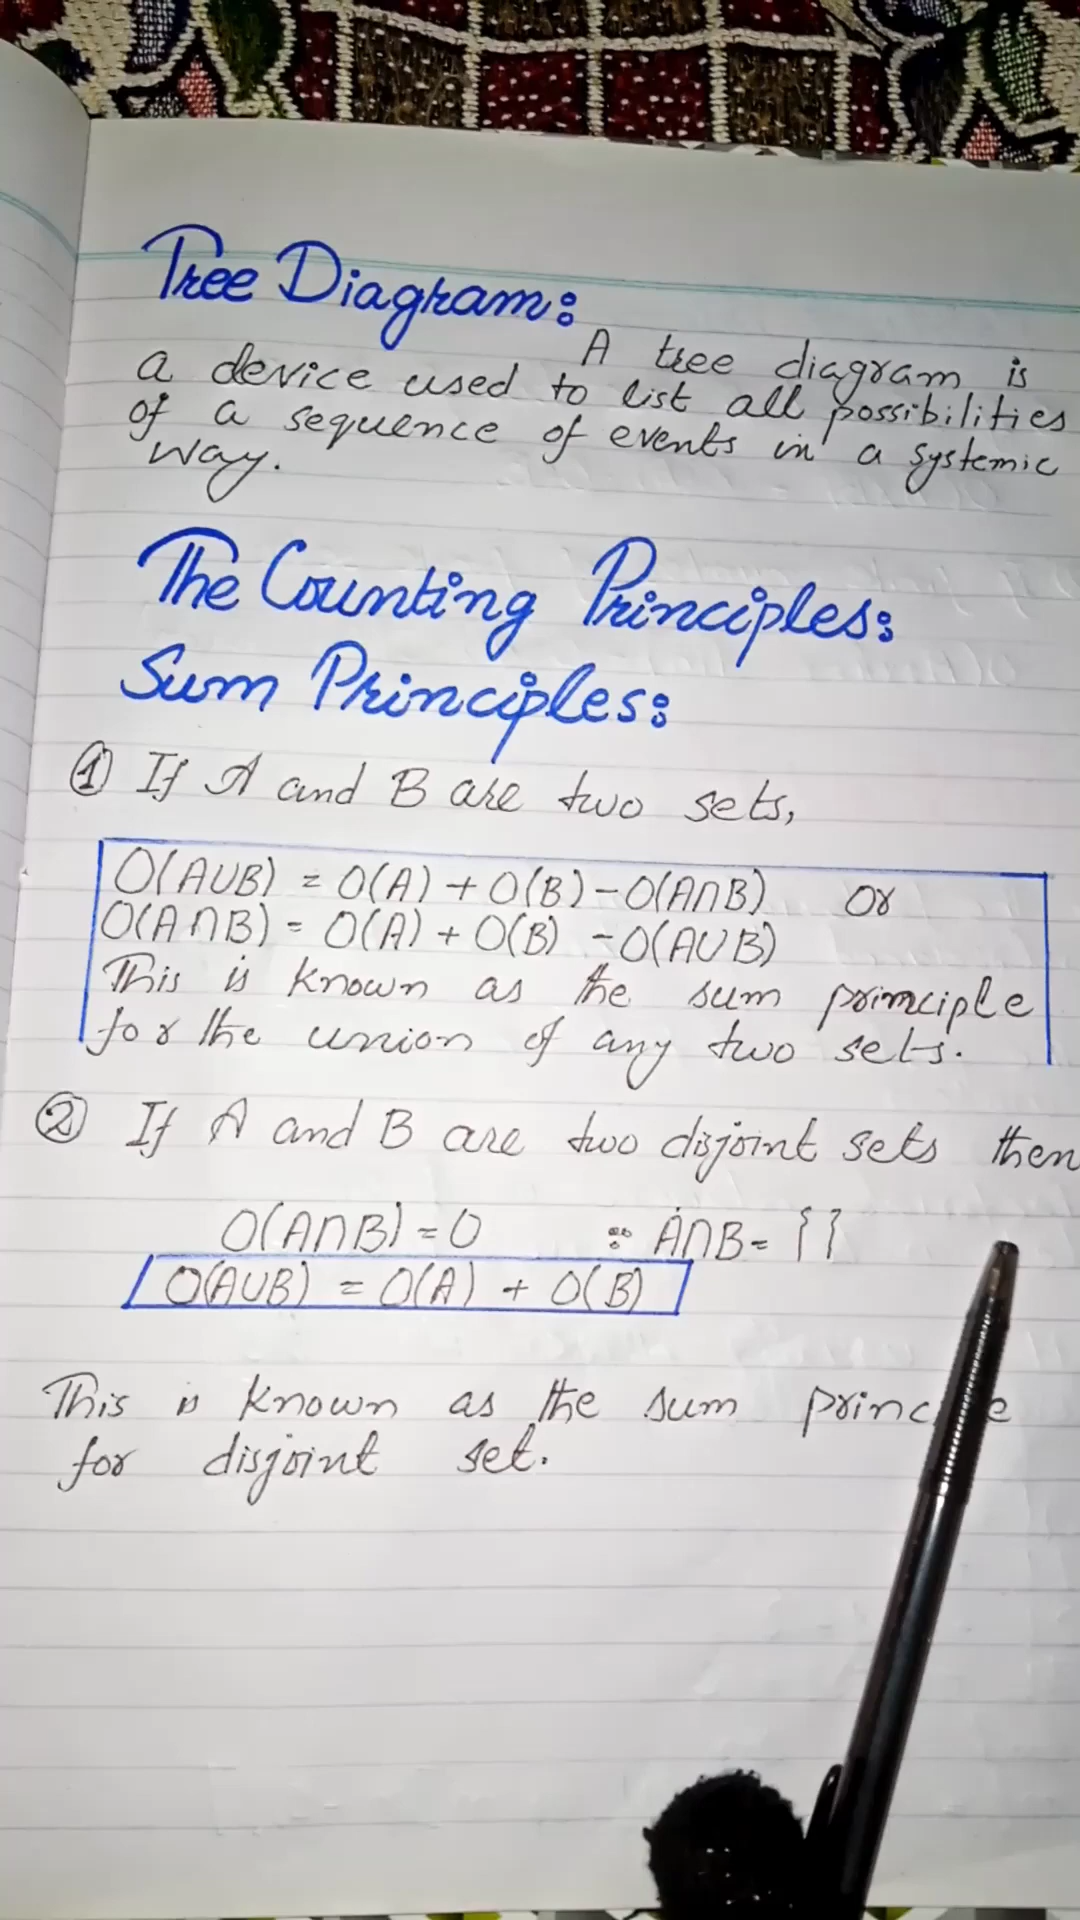 Tree Diagram:
A tree diagram is
a device used to list all possibilities
of a sequence of events in a systemic
way.
The Counting Principles:
Sum Principles:
① If A and B are two sets,
O(A∪B) = O(A) + O(B) - O(A∩B) or
O(A∩B) = O(A) + O(B) - O(A∪B)
This is known as the sum principle
for the union of any two sets.
② If A and B are two disjoint sets then
O(A∩B) = 0 ∵ A∩B = { }
O(A∪B) = O(A) + O(B)
This is known as the sum
for disjoint set.